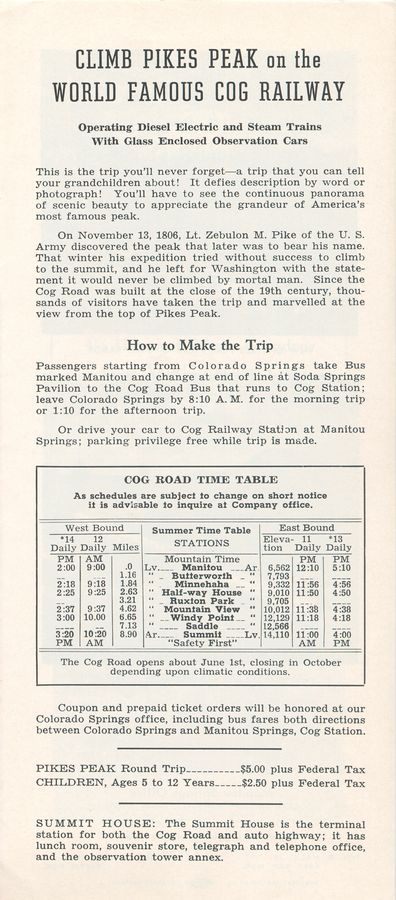 CLIMB PIKES PEAK on the
WORLD FAMOUS COG RAILWAY
Operating Diesel Electric and Steam Trains
With Glass Enclosed Observation Cars
This is the trip you'll never forget—a trip that you can tell
your grandchildren about! It defies description by word or
photograph! You'll have to see the continuous panorama
of scenic beauty to appreciate the grandeur of America's
most famous peak.
On November 13, 1806, Lt. Zebulon M. Pike of the U. S.
Army discovered the peak that later was to bear his name.
That winter his expedition tried without success to climb
to the summit, and he left for Washington with the state-
ment it would never be climbed by mortal man. Since the
Cog Road was built at the close of the 19th century, thou-
sands of visitors have taken the trip and marvelled at the
view from the top of Pikes Peak.
How to Make the Trip
Passengers starting from Colorado Springs take Bus
marked Manitou and change at end of line at Soda Springs
Pavilion to the Cog Road Bus that runs to Cog Station;
leave Colorado Springs by 8:10 A. M. for the morning trip
or 1:10 for the afternoon trip.
Or drive your car to Cog Railway Station at Manitou
Springs; parking privilege free while trip is made.
COG ROAD TIME TABLE
As schedules are subject to change on short notice
it is advisable to inquire at Company office.
West Bound Summer Time Table East Bound
*14 12 STATIONS Eleva- 11 *13
Daily Daily Miles tion Daily Daily
PM AM Mountain Time PM PM
2:00 9:00 .0 Lv. Manitou Ar. 6,562 12:10 5:10
__ __ 1.16 " Butterworth " 7,793 __ __
2:18 9:18 1.84 " Minnehaha " 9,332 11:56 4:56
2:25 9:25 2.63 " Half-way House " 9,010 11:50 4:50
__ __ 3.21 " Ruxton Park " 9,705 __ __
2:37 9:37 4.62 " Mountain View " 10,012 11:38 4:38
3:00 10.00 6.65 " Windy Point " 12,129 11:18 4:18
__ __ 7.13 " Saddle " 12,566 __ __
3:20 10:20 8.90 Ar. Summit Lv. 14,110 11:00 4:00
PM AM "Safety First" AM PM
The Cog Road opens about June 1st, closing in October
depending upon climatic conditions.
Coupon and prepaid ticket orders will be honored at our
Colorado Springs office, including bus fares both directions
between Colorado Springs and Manitou Springs, Cog Station.
PIKES PEAK Round Trip__________$5.00 plus Federal Tax
CHILDREN, Ages 5 to 12 Years_____$2.50 plus Federal Tax
SUMMIT HOUSE: The Summit House is the terminal
station for both the Cog Road and auto highway; it has
lunch room, souvenir store, telegraph and telephone office,
and the observation tower annex.